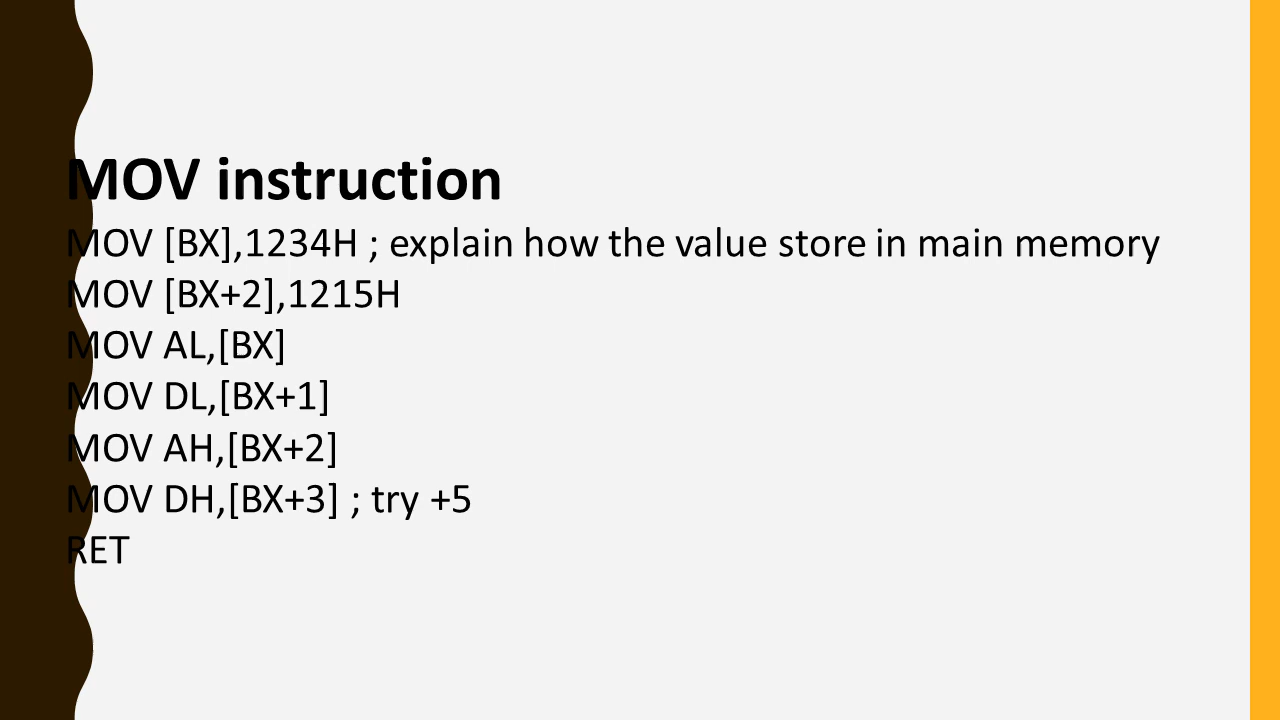 MOV instruction
MOV [BX],1234H ; explain how the value store in main memory
MOV [BX+2],1215H
MOV AL,[BX]
MOV DL,[BX+1]
MOV AH,[BX+2]
MOV DH,[BX+3] ; try +5
RET